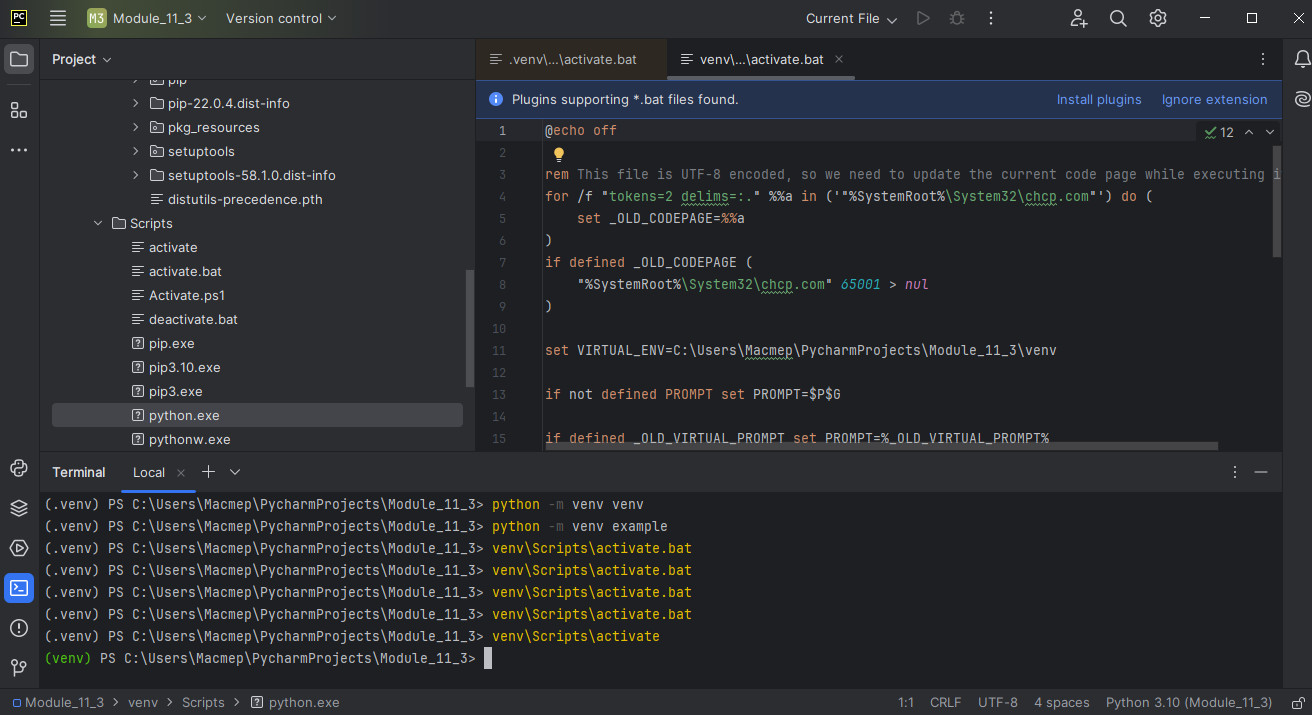 PC M3 Module_11_3 Version control Current File
Project
.venv\...\activate.bat venv\...\activate.bat
Plugins supporting *.bat files found. Install plugins Ignore extension
pip
pip-22.0.4.dist-info
pkg_resources
setuptools
setuptools-58.1.0.dist-info
distutils-precedence.pth
Scripts
activate
activate.bat
Activate.ps1
deactivate.bat
pip.exe
pip3.10.exe
pip3.exe
python.exe
pythonw.exe
12
1 @echo off
2
3 rem This file is UTF-8 encoded, so we need to update the current code page while executing i
4 for /f "tokens=2 delims=:." %%a in ('"%SystemRoot%\System32\chcp.com"') do (
5 set _OLD_CODEPAGE=%%a
6 )
7 if defined _OLD_CODEPAGE (
8 "%SystemRoot%\System32\chcp.com" 65001 > nul
9 )
10
11 set VIRTUAL_ENV=C:\Users\Macmep\PycharmProjects\Module_11_3\venv
12
13 if not defined PROMPT set PROMPT=$P$G
14
15 if defined _OLD_VIRTUAL_PROMPT set PROMPT=%_OLD_VIRTUAL_PROMPT%
Terminal Local
(.venv) PS C:\Users\Macmep\PycharmProjects\Module_11_3> python -m venv venv
(.venv) PS C:\Users\Macmep\PycharmProjects\Module_11_3> python -m venv example
(.venv) PS C:\Users\Macmep\PycharmProjects\Module_11_3> venv\Scripts\activate.bat
(.venv) PS C:\Users\Macmep\PycharmProjects\Module_11_3> venv\Scripts\activate.bat
(.venv) PS C:\Users\Macmep\PycharmProjects\Module_11_3> venv\Scripts\activate.bat
(.venv) PS C:\Users\Macmep\PycharmProjects\Module_11_3> venv\Scripts\activate.bat
(.venv) PS C:\Users\Macmep\PycharmProjects\Module_11_3> venv\Scripts\activate
(venv) PS C:\Users\Macmep\PycharmProjects\Module_11_3>
Module_11_3 > venv > Scripts > python.exe 1:1 CRLF UTF-8 4 spaces Python 3.10 (Module_11_3)